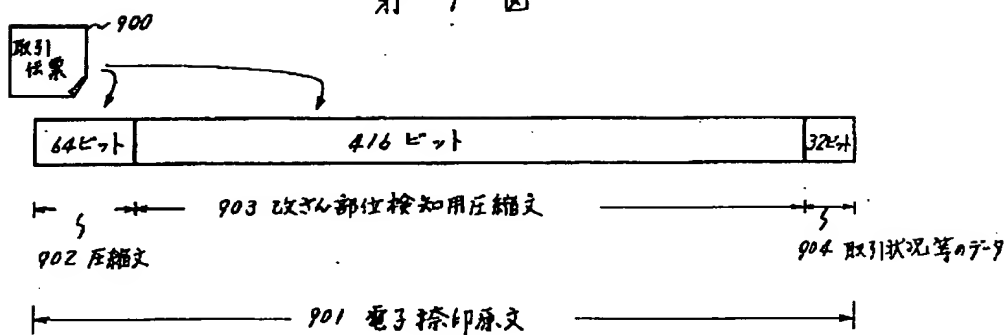 第 9 図
900
取引
伝票
64ビット
416 ビット
32ビット
903 改ざん部位検知用圧縮文
902 圧縮文
904 取引状況等のデータ
901 電子捺印原文